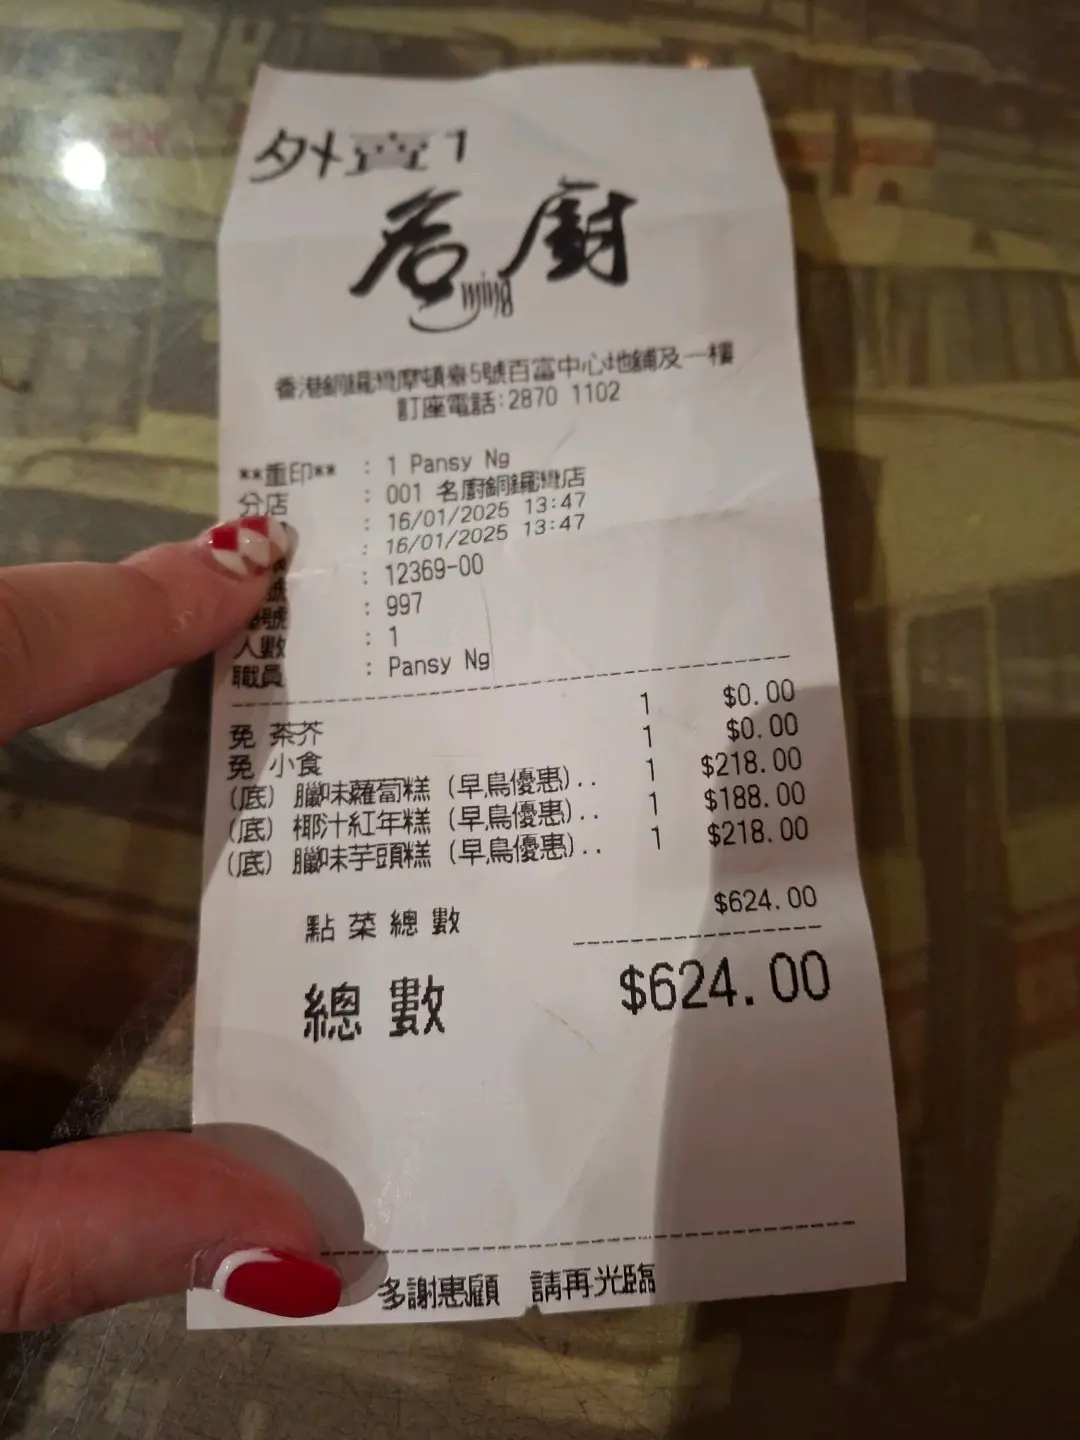 外賣1
名廚
ming
香港銅鑼灣摩頓臺5號百富中心地鋪及一樓
訂座電話:2870 1102
**重印** : 1 Pansy Ng
分店 : 001 名廚銅鑼灣店
: 16/01/2025 13:47
: 16/01/2025 13:47
號 : 12369-00
號 : 997
人數 : 1
職員 : Pansy Ng
免 茶芥 1 $0.00
免 小食 1 $0.00
(底) 臘味蘿蔔糕 (早鳥優惠).. 1 $218.00
(底) 椰汁紅年糕 (早鳥優惠).. 1 $188.00
(底) 臘味芋頭糕 (早鳥優惠).. 1 $218.00
點菜總數 $624.00
總數 $624.00
多謝惠顧 請再光臨